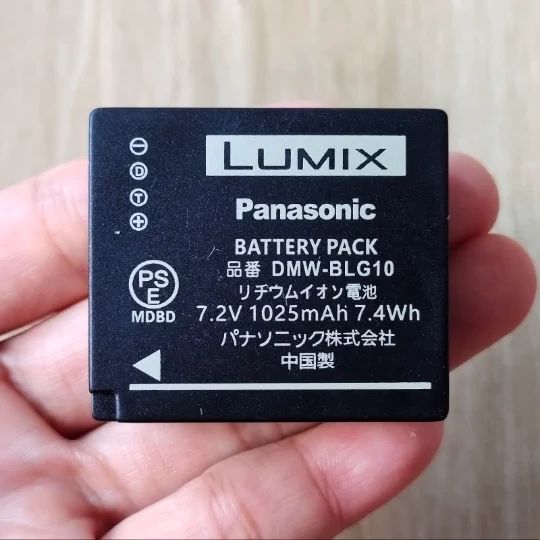 LUMIX
Panasonic
BATTERY PACK
品番 DMW-BLG10
リチウムイオン電池
7.2V 1025mAh 7.4Wh
パナソニック株式会社
中国製
⊖
D
T
⊕
PS
E
MDBD